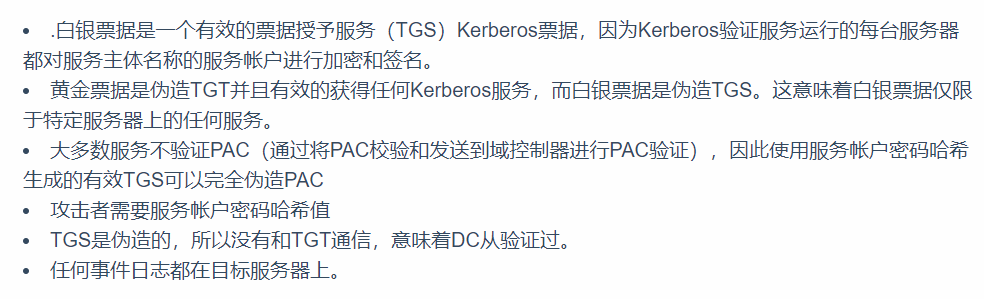 • .白银票据是一个有效的票据授予服务（TGS）Kerberos票据，因为Kerberos验证服务运行的每台服务器
都对服务主体名称的服务帐户进行加密和签名。
• 黄金票据是伪造TGT并且有效的获得任何Kerberos服务，而白银票据是伪造TGS。这意味着白银票据仅限
于特定服务器上的任何服务。
• 大多数服务不验证PAC（通过将PAC校验和发送到域控制器进行PAC验证），因此使用服务帐户密码哈希
生成的有效TGS可以完全伪造PAC
• 攻击者需要服务帐户密码哈希值
• TGS是伪造的，所以没有和TGT通信，意味着DC从验证过。
• 任何事件日志都在目标服务器上。